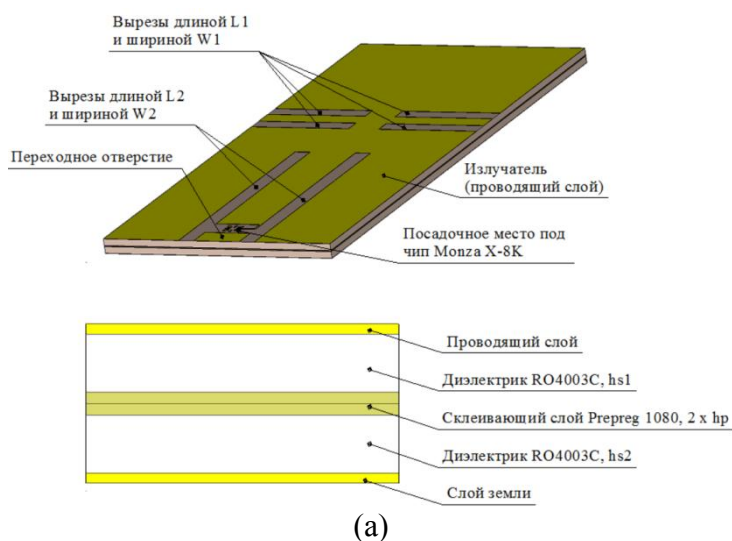 Вырезы длиной L1
и шириной W1
Вырезы длиной L2
и шириной W2
Переходное отверстие
Излучатель
(проводящий слой)
Посадочное место под
чип Monza X-8K
Проводящий слой
Диэлектрик RO4003C, hs1
Склеивающий слой Prepreg 1080, 2 x hp
Диэлектрик RO4003C, hs2
Слой земли
(а)